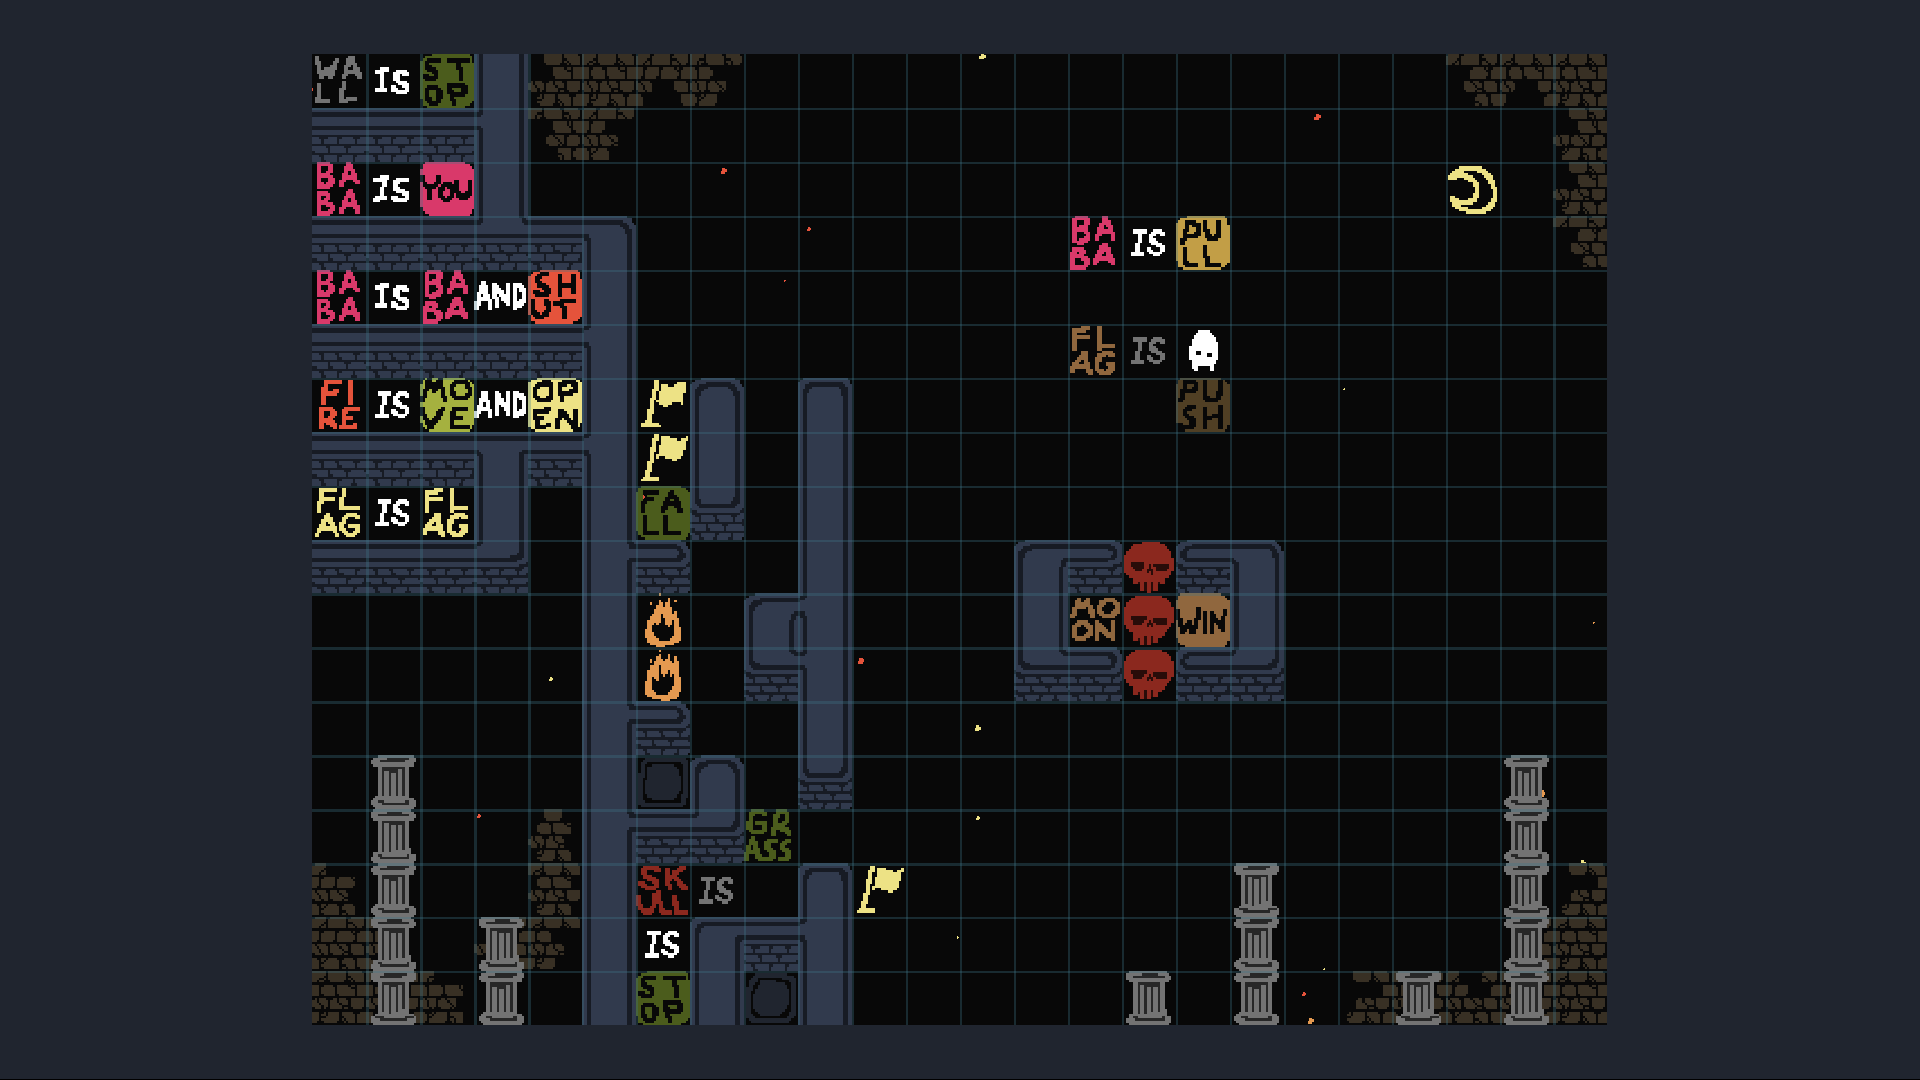 WALL IS STOP
BABA IS YOU
BABA IS PULL
BABA IS BABA AND SHUT
FLAG IS
FIRE IS MOVE AND OPEN
PUSH
FLAG IS FLAG
FALL
MOON WIN
GRASS
SKULL IS
IS
STOP